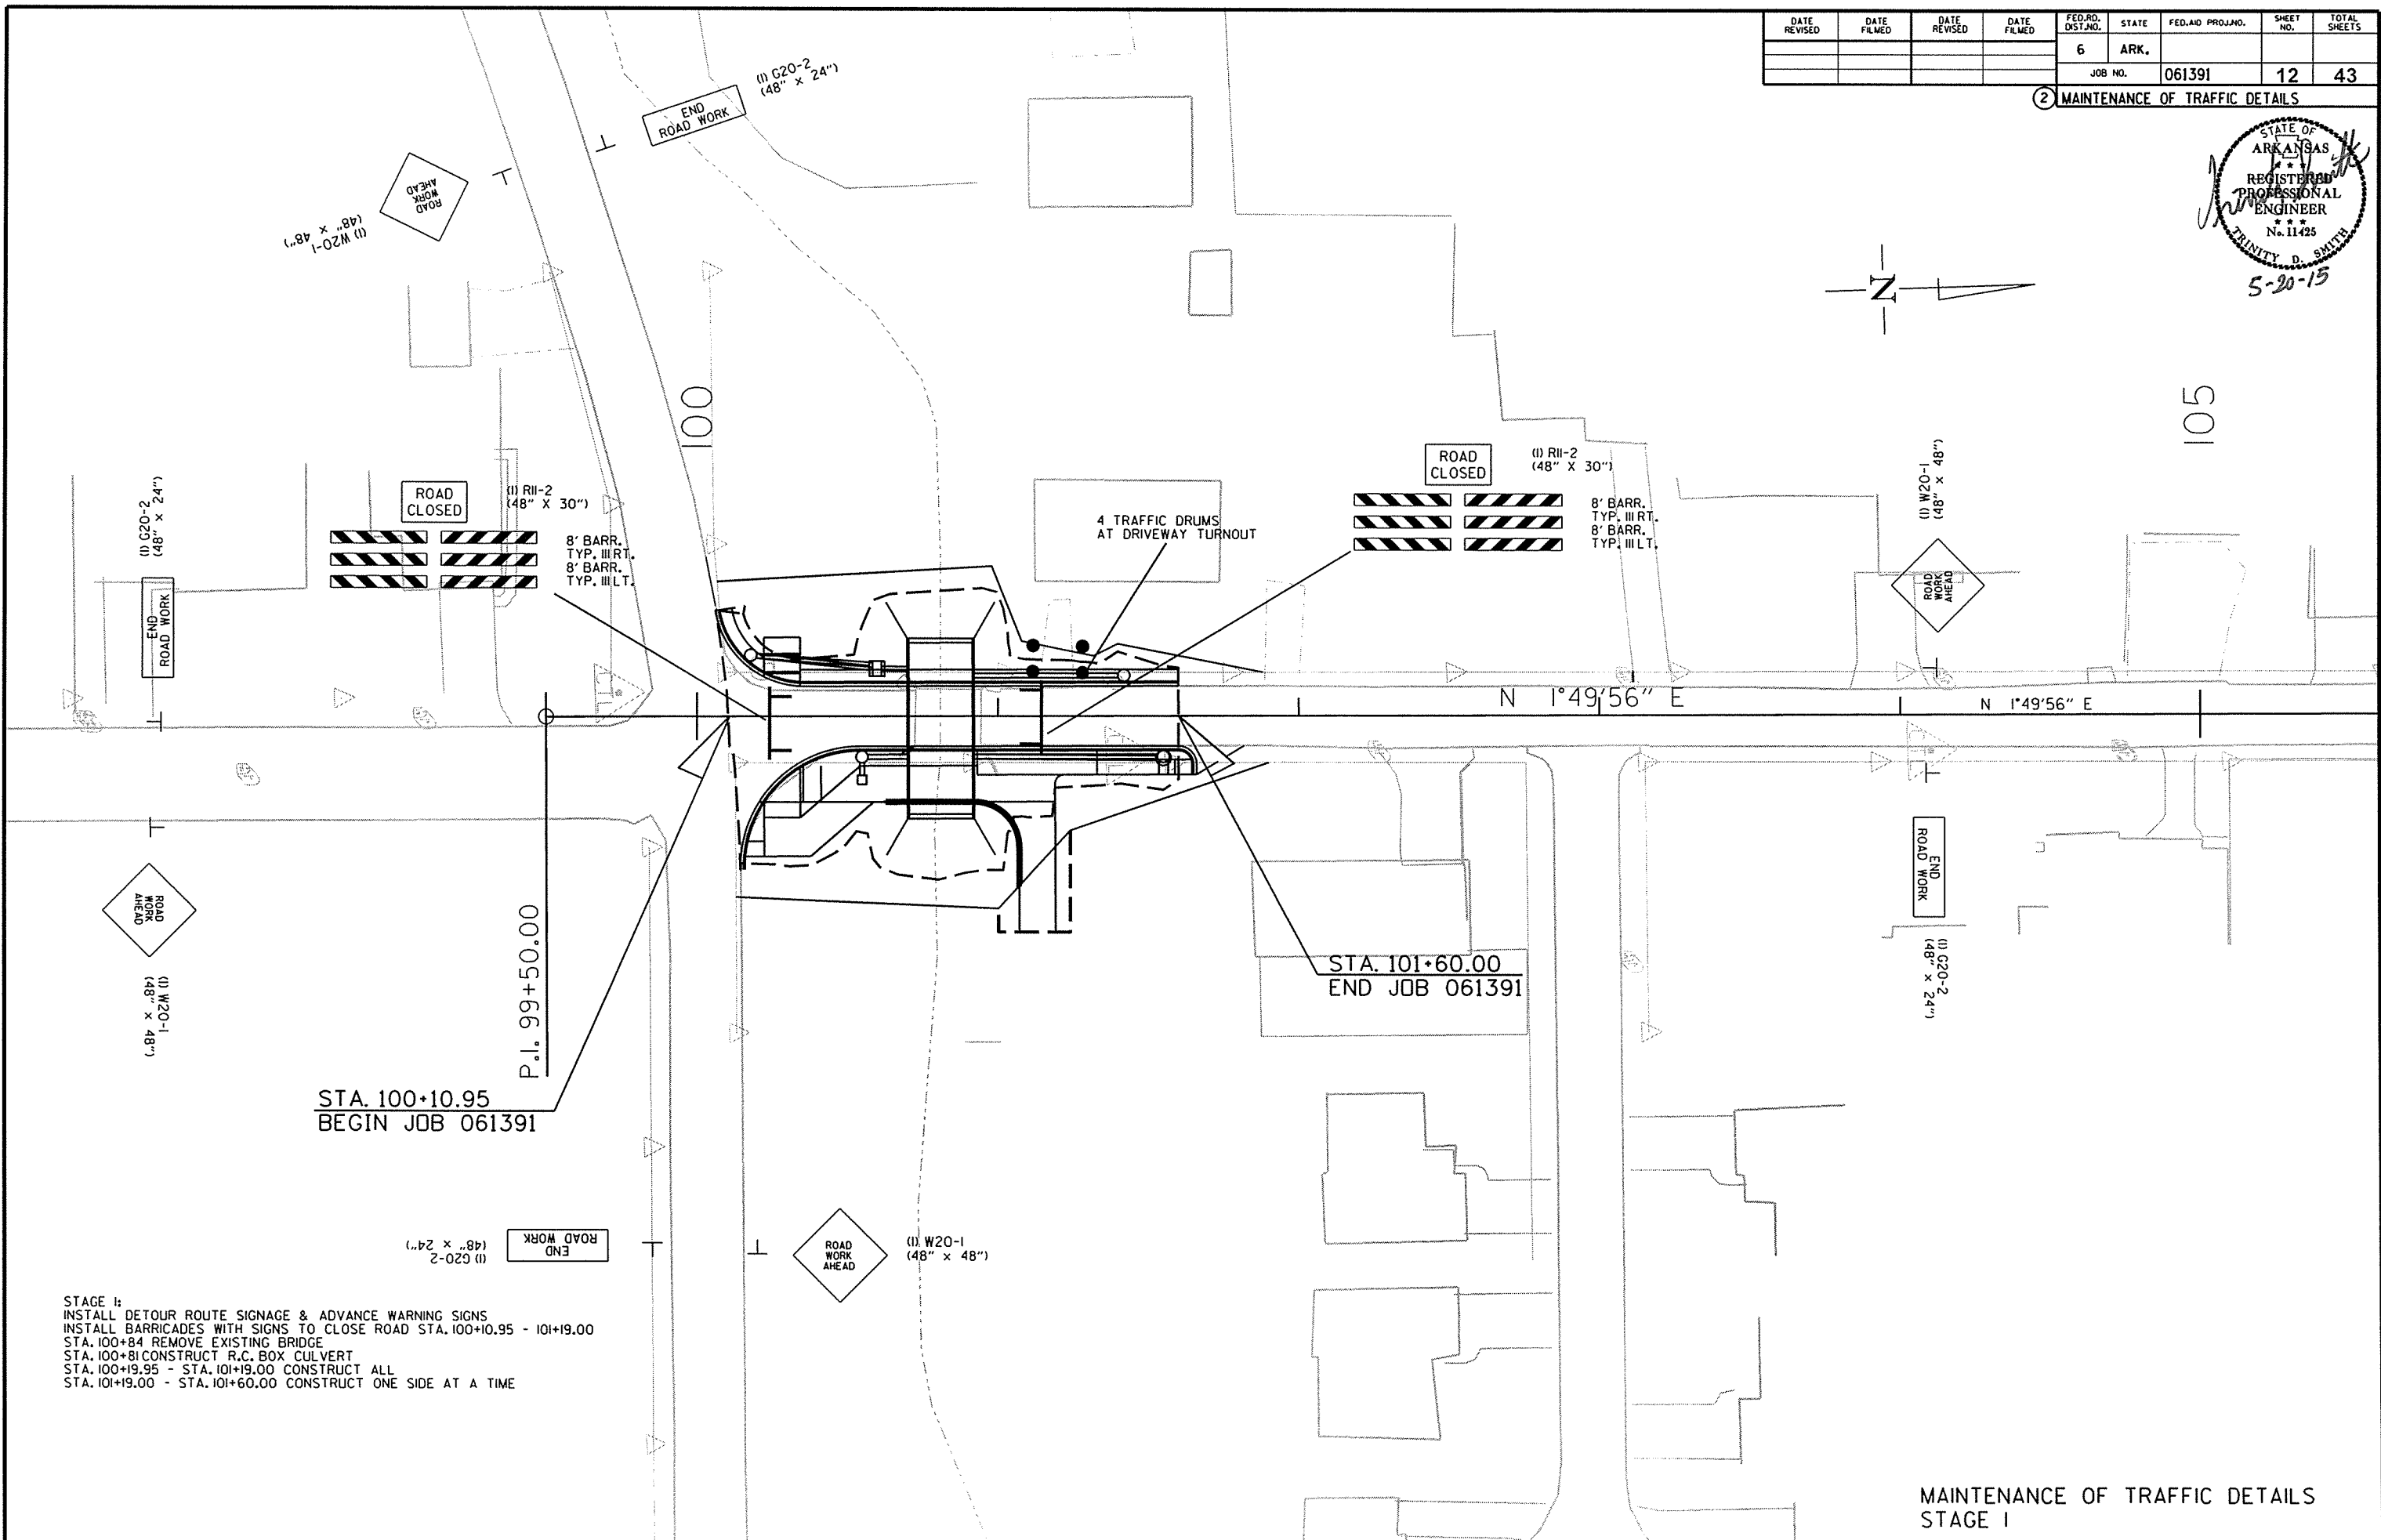 DATE REVISED
DATE FILMED
DATE REVISED
DATE FILMED
FED.RD. DIST.NO.
STATE
FED.AID PROJ.NO.
SHEET NO.
TOTAL SHEETS
6
ARK.
JOB NO.
061391
12
43
2 MAINTENANCE OF TRAFFIC DETAILS
STATE OF
ARKANSAS
★ ★ ★
REGISTERED
PROFESSIONAL
ENGINEER
★ ★ ★
No. 11425
TRINITY D. SMITH
5-20-15
N
(1) G20-2
(48" X 24")
END
ROAD WORK
ROAD
WORK
AHEAD
(1) W20-1
(48" X 48")
100
105
(1) G20-2
(48" X 24")
END
ROAD WORK
ROAD
CLOSED
(1) R11-2
(48" X 30")
8' BARR.
TYP. III RT.
8' BARR.
TYP. III LT.
4 TRAFFIC DRUMS
AT DRIVEWAY TURNOUT
ROAD
CLOSED
(1) R11-2
(48" X 30")
8' BARR.
TYP. III RT.
8' BARR.
TYP. III LT.
(1) W20-1
(48" X 48")
ROAD
WORK
AHEAD
N 1°49'56" E
N 1°49'56" E
ROAD
WORK
AHEAD
(1) W20-1
(48" X 48")
P.I. 99+50.00
STA. 100+10.95
BEGIN JOB 061391
STA. 101+60.00
END JOB 061391
END
ROAD WORK
(1) G20-2
(48" X 24")
END
ROAD WORK
(1) G20-2
(48" X 24")
ROAD
WORK
AHEAD
(1) W20-1
(48" X 48")
STAGE 1:
INSTALL DETOUR ROUTE SIGNAGE & ADVANCE WARNING SIGNS
INSTALL BARRICADES WITH SIGNS TO CLOSE ROAD STA. 100+10.95 - 101+19.00
STA. 100+84 REMOVE EXISTING BRIDGE
STA. 100+81 CONSTRUCT R.C. BOX CULVERT
STA. 100+19.95 - STA. 101+19.00 CONSTRUCT ALL
STA. 101+19.00 - STA. 101+60.00 CONSTRUCT ONE SIDE AT A TIME
MAINTENANCE OF TRAFFIC DETAILS
STAGE 1